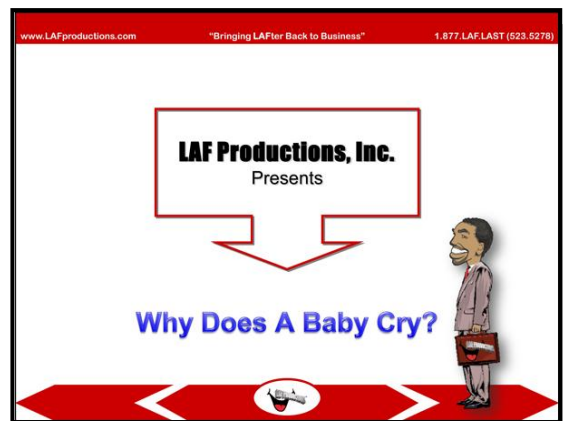 www.LAFproductions.com "Bringing LAFter Back to Business" 1.877.LAF.LAST (523.5278)
LAF Productions, Inc.
Presents
Why Does A Baby Cry?